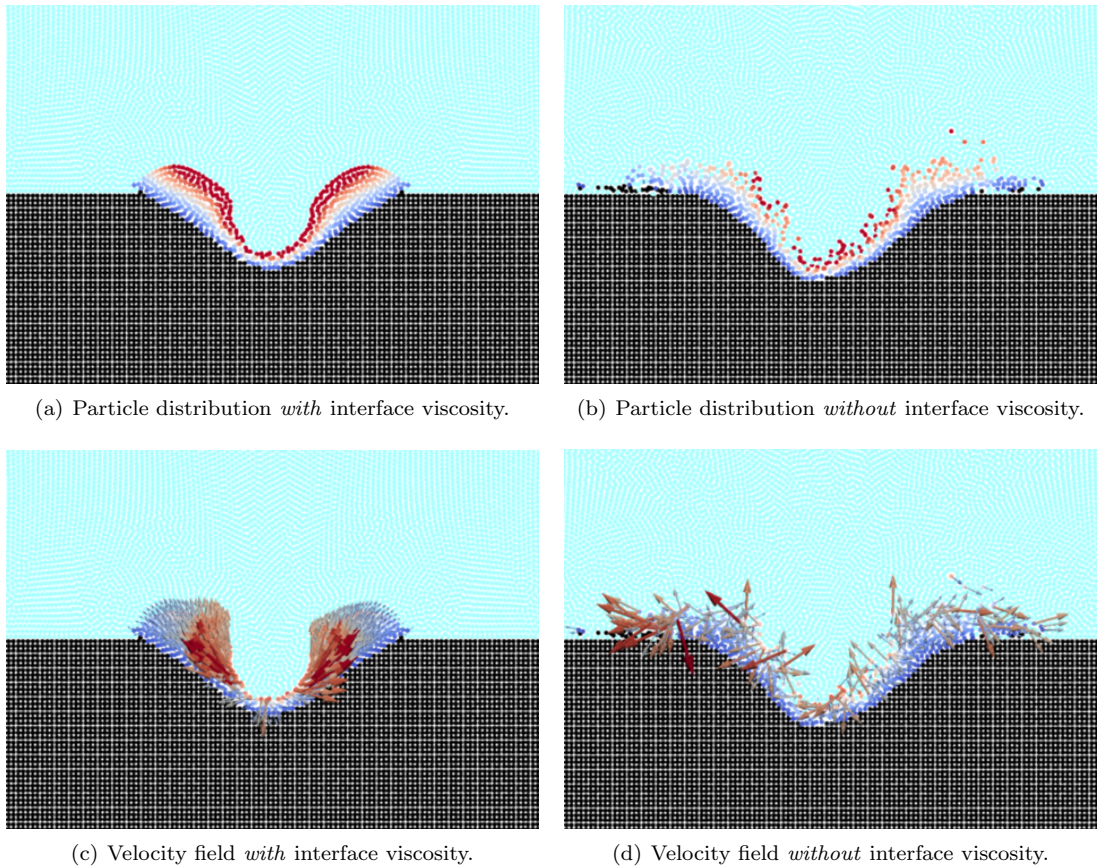 (a) Particle distribution with interface viscosity.
(b) Particle distribution without interface viscosity.
(c) Velocity field with interface viscosity.
(d) Velocity field without interface viscosity.